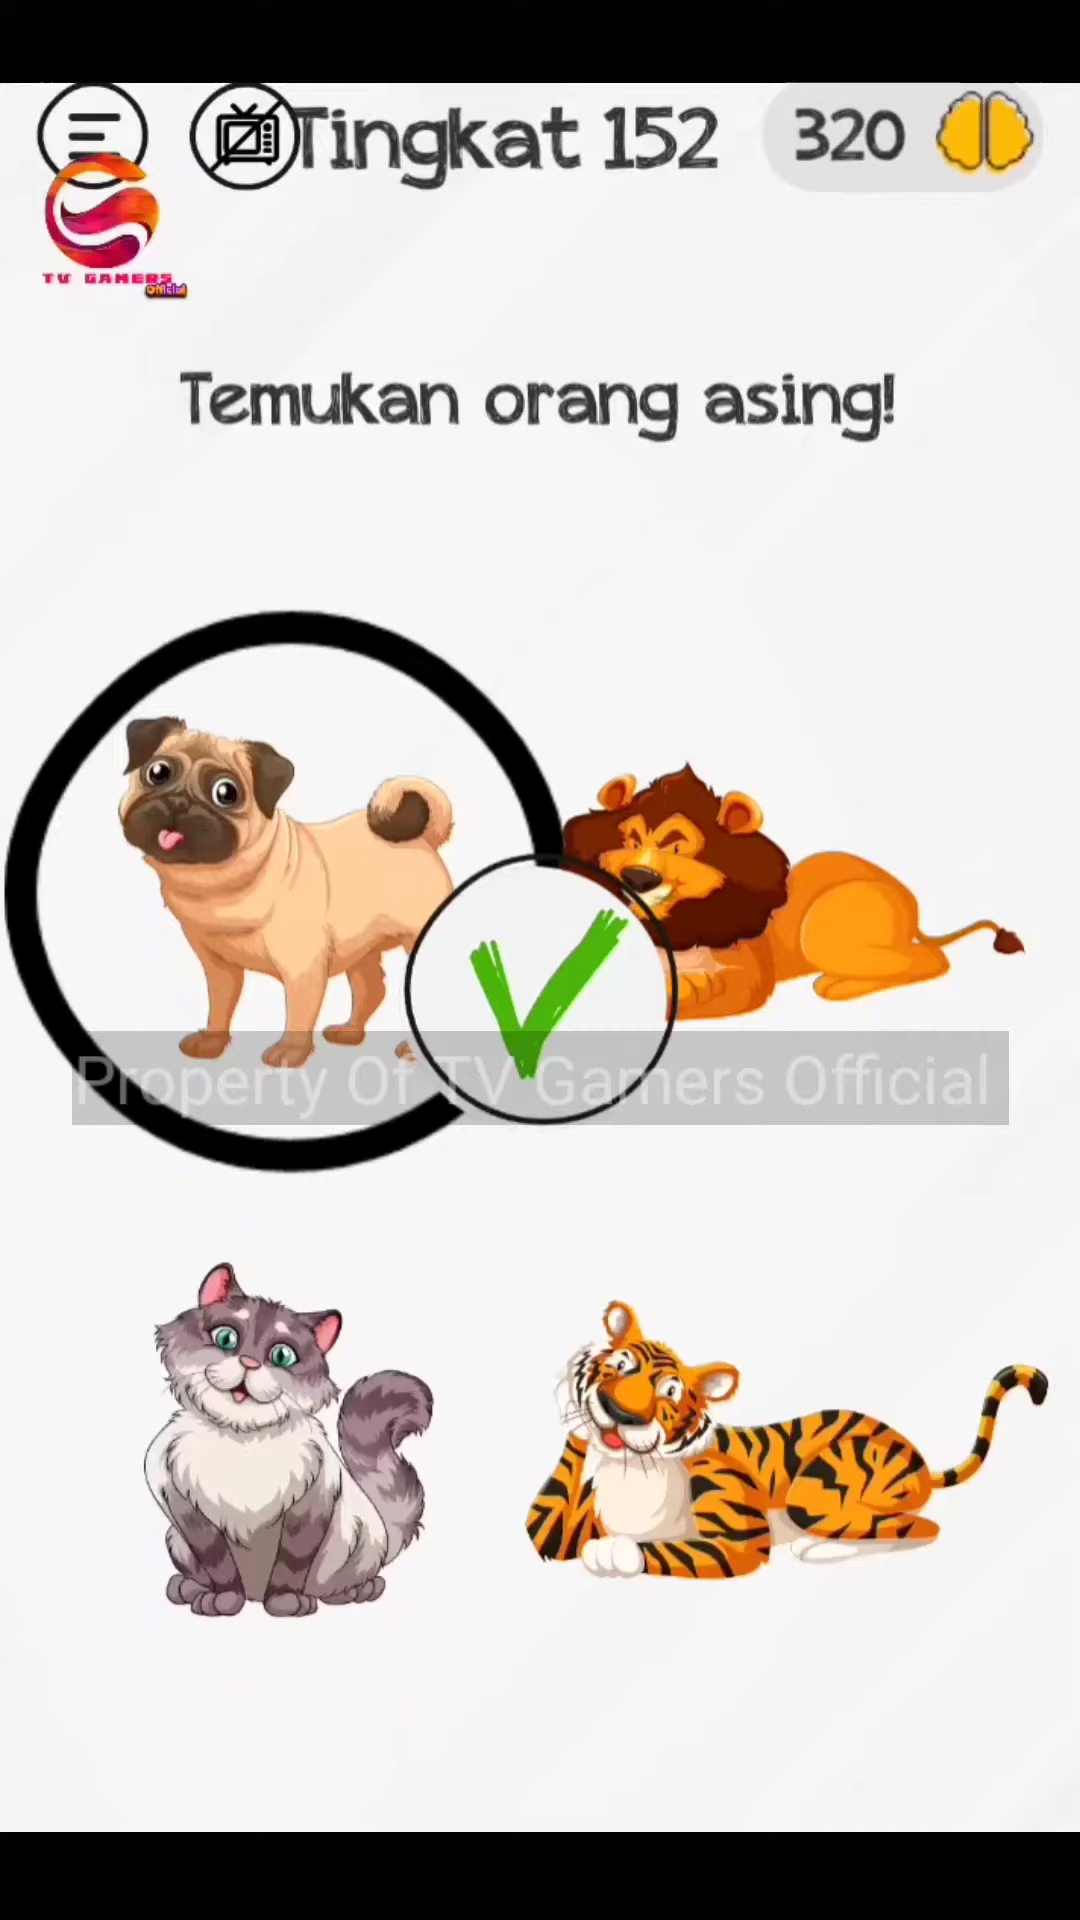 Tingkat 152
320
TV GAMERS
Official
Temukan orang asing!
Property Of TV Gamers Official